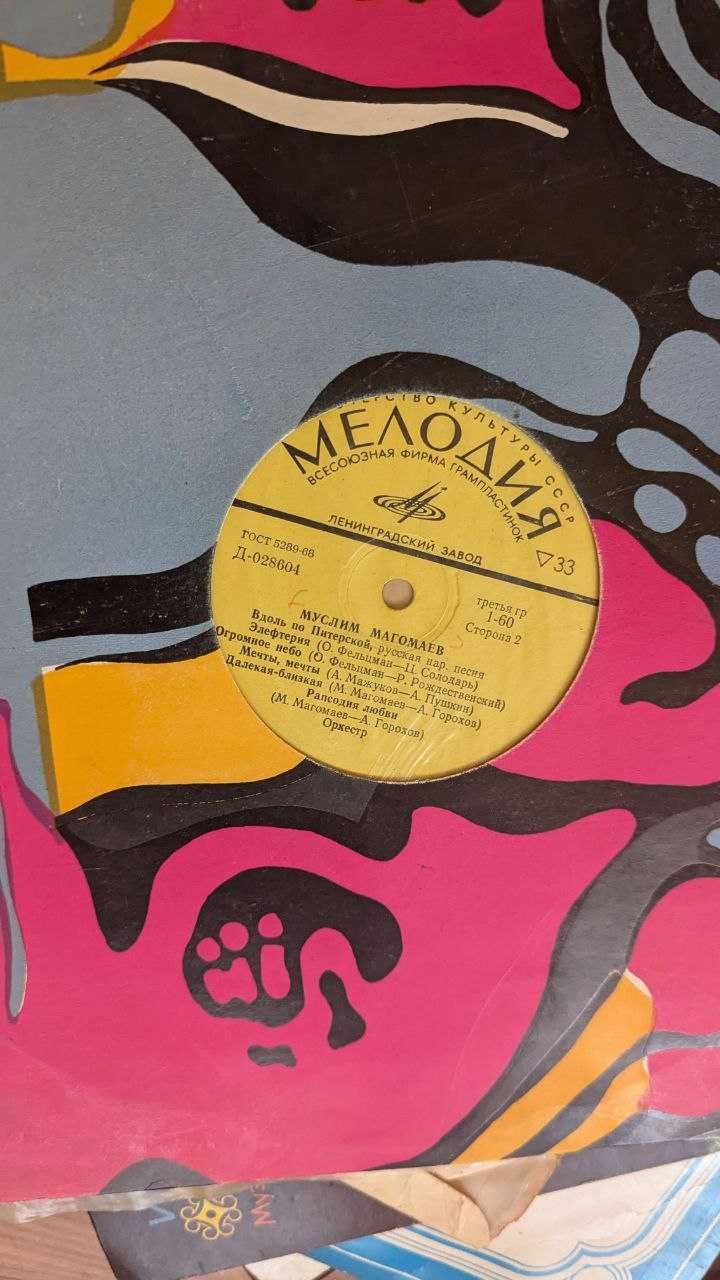 КУЛЬТУРЫ СССР
МЕЛОДИЯ
ВСЕСОЮЗНАЯ ФИРМА ГРАМПЛАСТИНОК
ЛЕНИНГРАДСКИЙ ЗАВОД
▽33
ГОСТ 5289-68
Д-028604
третья гр
1-60
Сторона 2
МУСЛИМ МАГОМАЕВ
Вдоль по Питерской, русская нар. песня
Элефтерия (О. Фельцман—Ц. Солодарь)
Огромное небо (О. Фельцман—Р. Рождественский)
Мечты, мечты (А. Мажуков—А. Пушкин)
Далекая-близкая (М. Магомаев—А. Горохов)
Рапсодия любви
(М. Магомаев—А. Горохов)
Оркестр